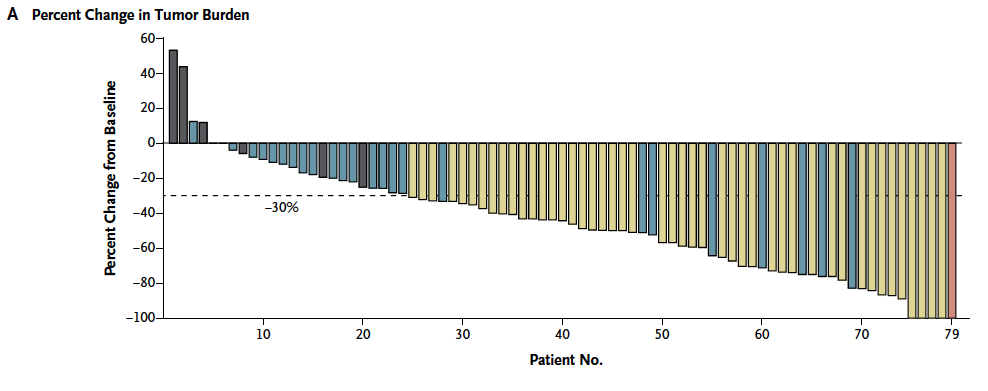 A Percent Change in Tumor Burden
60
40
20
0
−20
−40
−60
−80
−100
Percent Change from Baseline
−30%
10 20 30 40 50 60 70 79
Patient No.